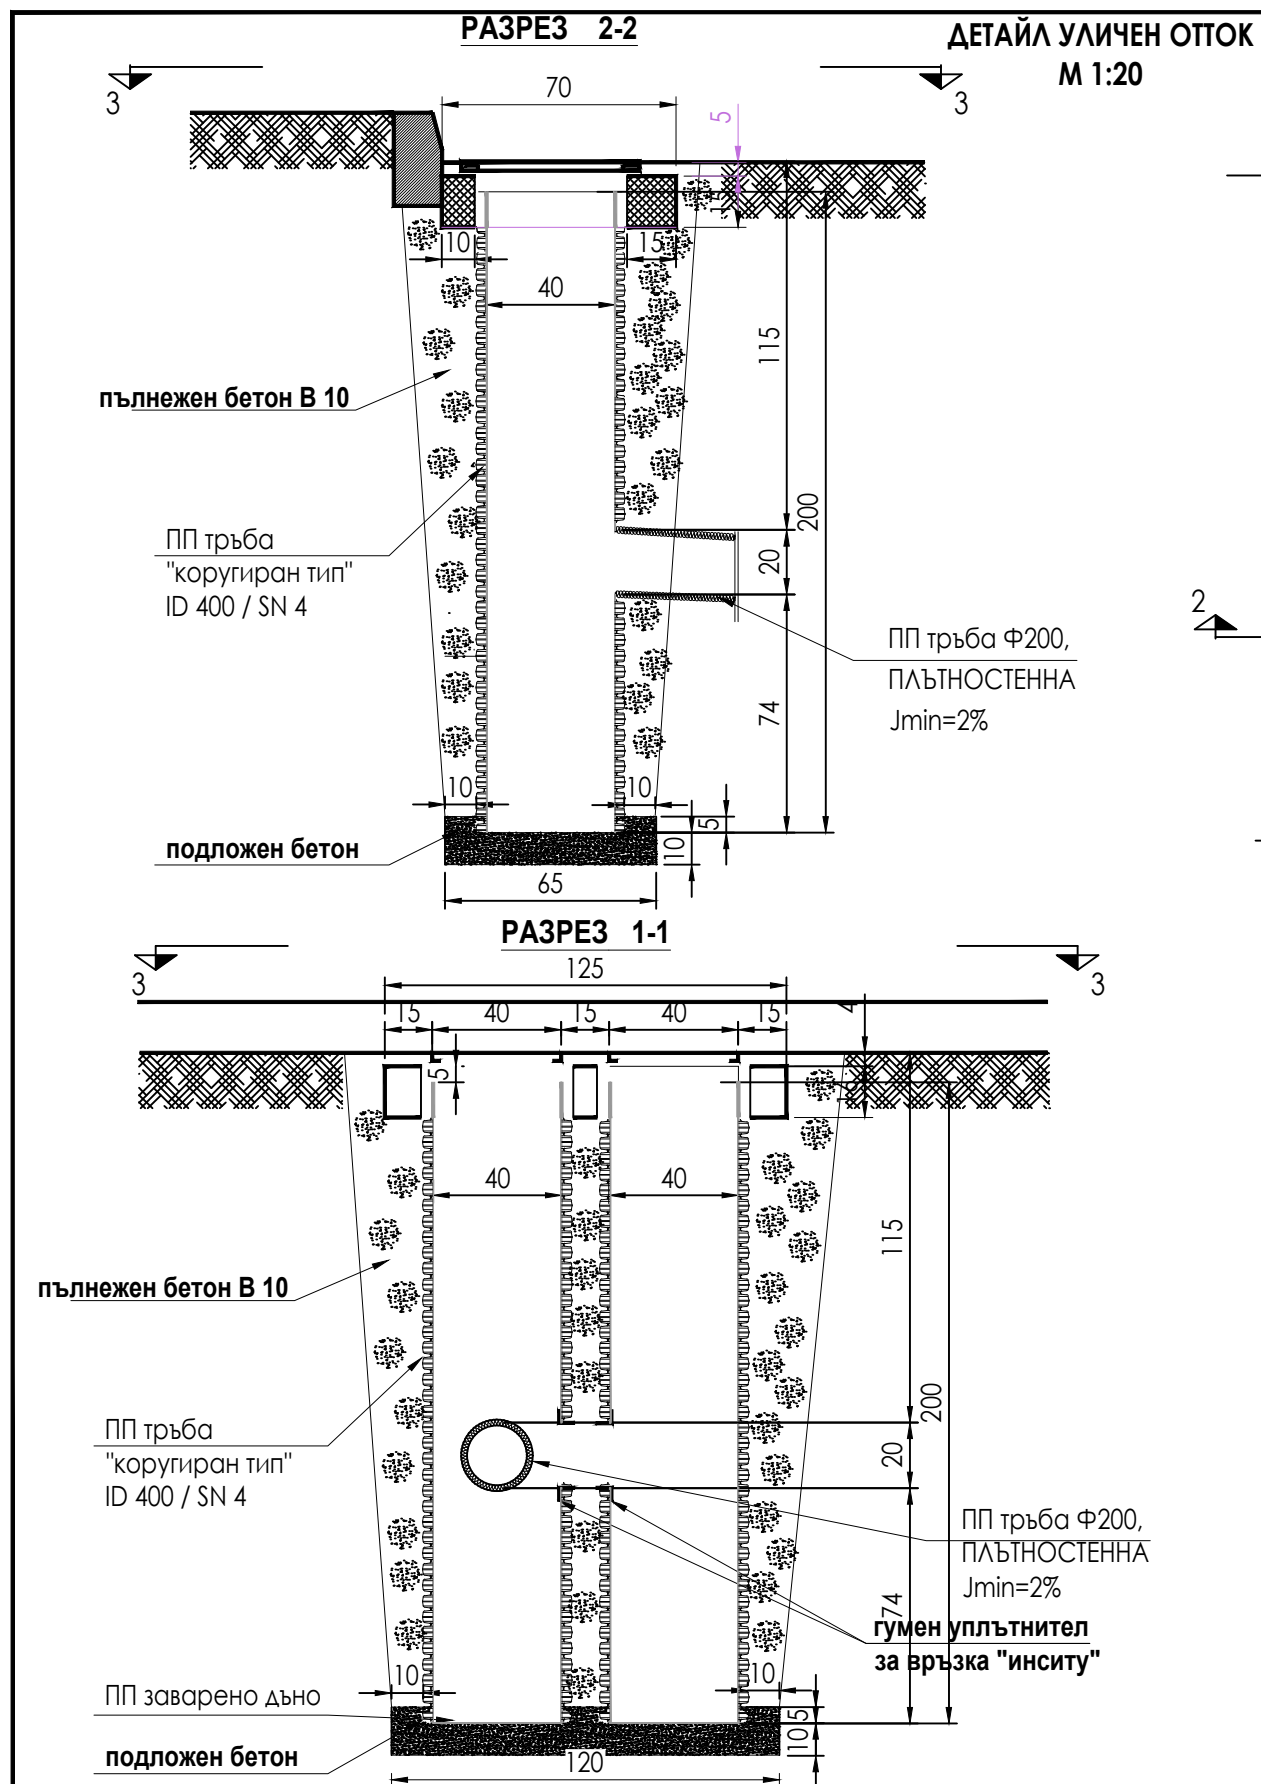 РАЗРЕЗ 2-2
ДЕТАЙЛ УЛИЧЕН ОТТОК
М 1:20
3
3
70
5
10
15
40
115
пълнежен бетон В 10
200
ПП тръба
"коругиран тип"
ID 400 / SN 4
20
2
ПП тръба Ф200,
ПЛЪТНОСТЕННА
Jmin=2%
74
10
10
5
10
подложен бетон
65
РАЗРЕЗ 1-1
3
3
125
15
40
15
40
15
4
5
40
40
115
пълнежен бетон В 10
200
ПП тръба
"коругиран тип"
ID 400 / SN 4
20
ПП тръба Ф200,
ПЛЪТНОСТЕННА
Jmin=2%
74
гумен уплътнител
за връзка "инситу"
10
10
ПП заварено дъно
5
10
подложен бетон
120